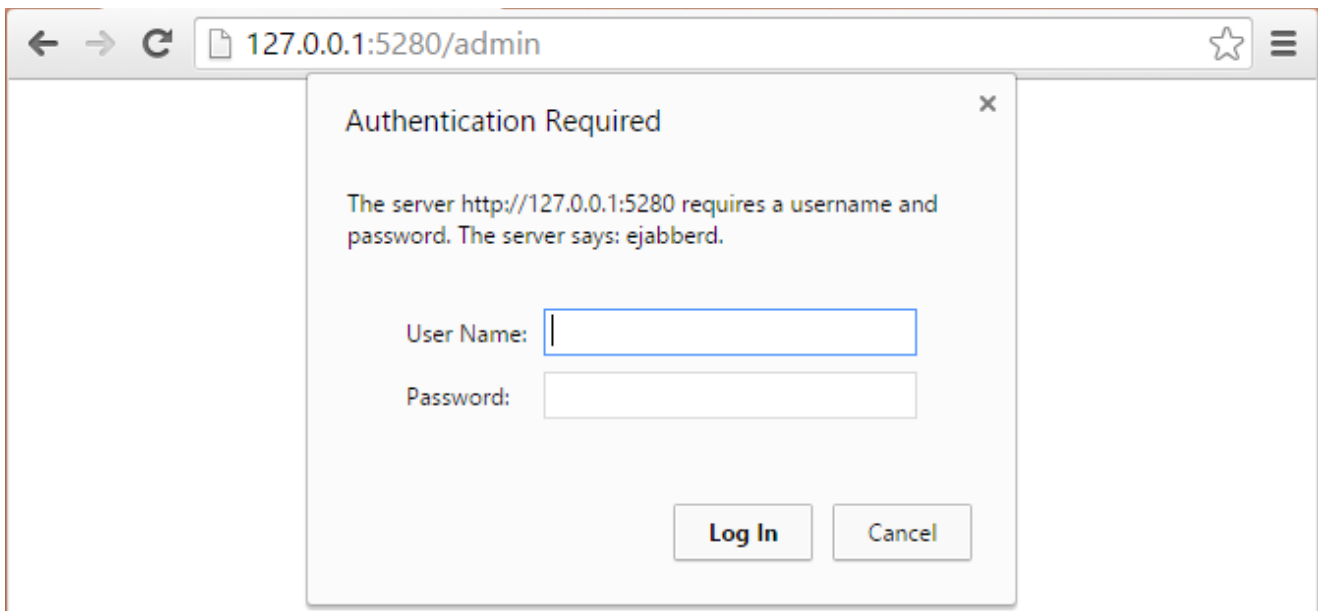 127.0.0.1:5280/admin
Authentication Required
The server http://127.0.0.1:5280 requires a username and
password. The server says: ejabberd.
User Name:
Password:
Log In Cancel